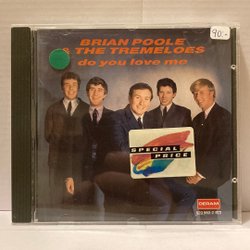 BRIAN POOLE
& THE TREMELOES
do you love me
90:-
SPECIAL
PRICE
DERAM